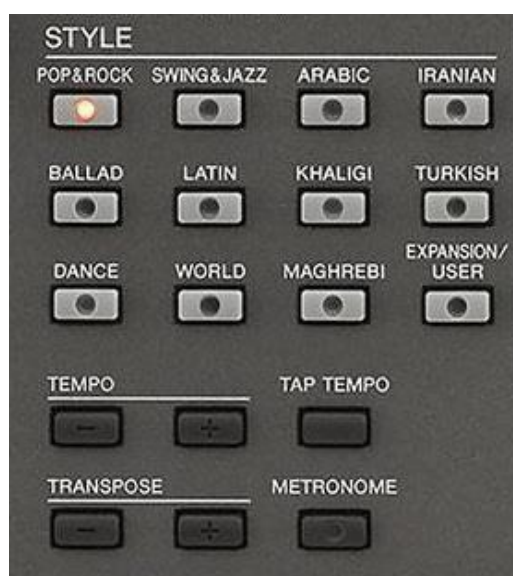 STYLE
POP&ROCK SWING&JAZZ ARABIC IRANIAN
BALLAD LATIN KHALIGI TURKISH
DANCE WORLD MAGHREBI EXPANSION/
USER
TEMPO TAP TEMPO
- +
TRANSPOSE METRONOME
- +